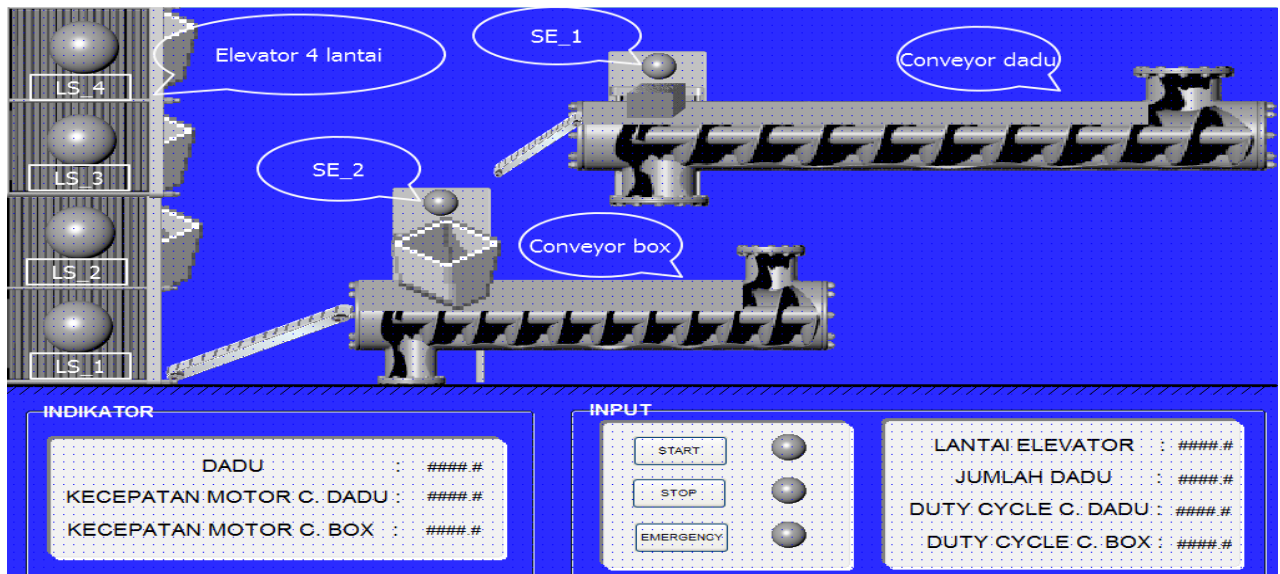 Elevator 4 lantai
SE_1
Conveyor dadu
LS_4
LS_3
SE_2
LS_2
Conveyor box
LS_1
INDIKATOR
DADU : ####.#
KECEPATAN MOTOR C. DADU : ####.#
KECEPATAN MOTOR C. BOX : ####.#
INPUT
START
STOP
EMERGENCY
LANTAI ELEVATOR : ####.#
JUMLAH DADU : ####.#
DUTY CYCLE C. DADU : ####.#
DUTY CYCLE C. BOX : ####.#